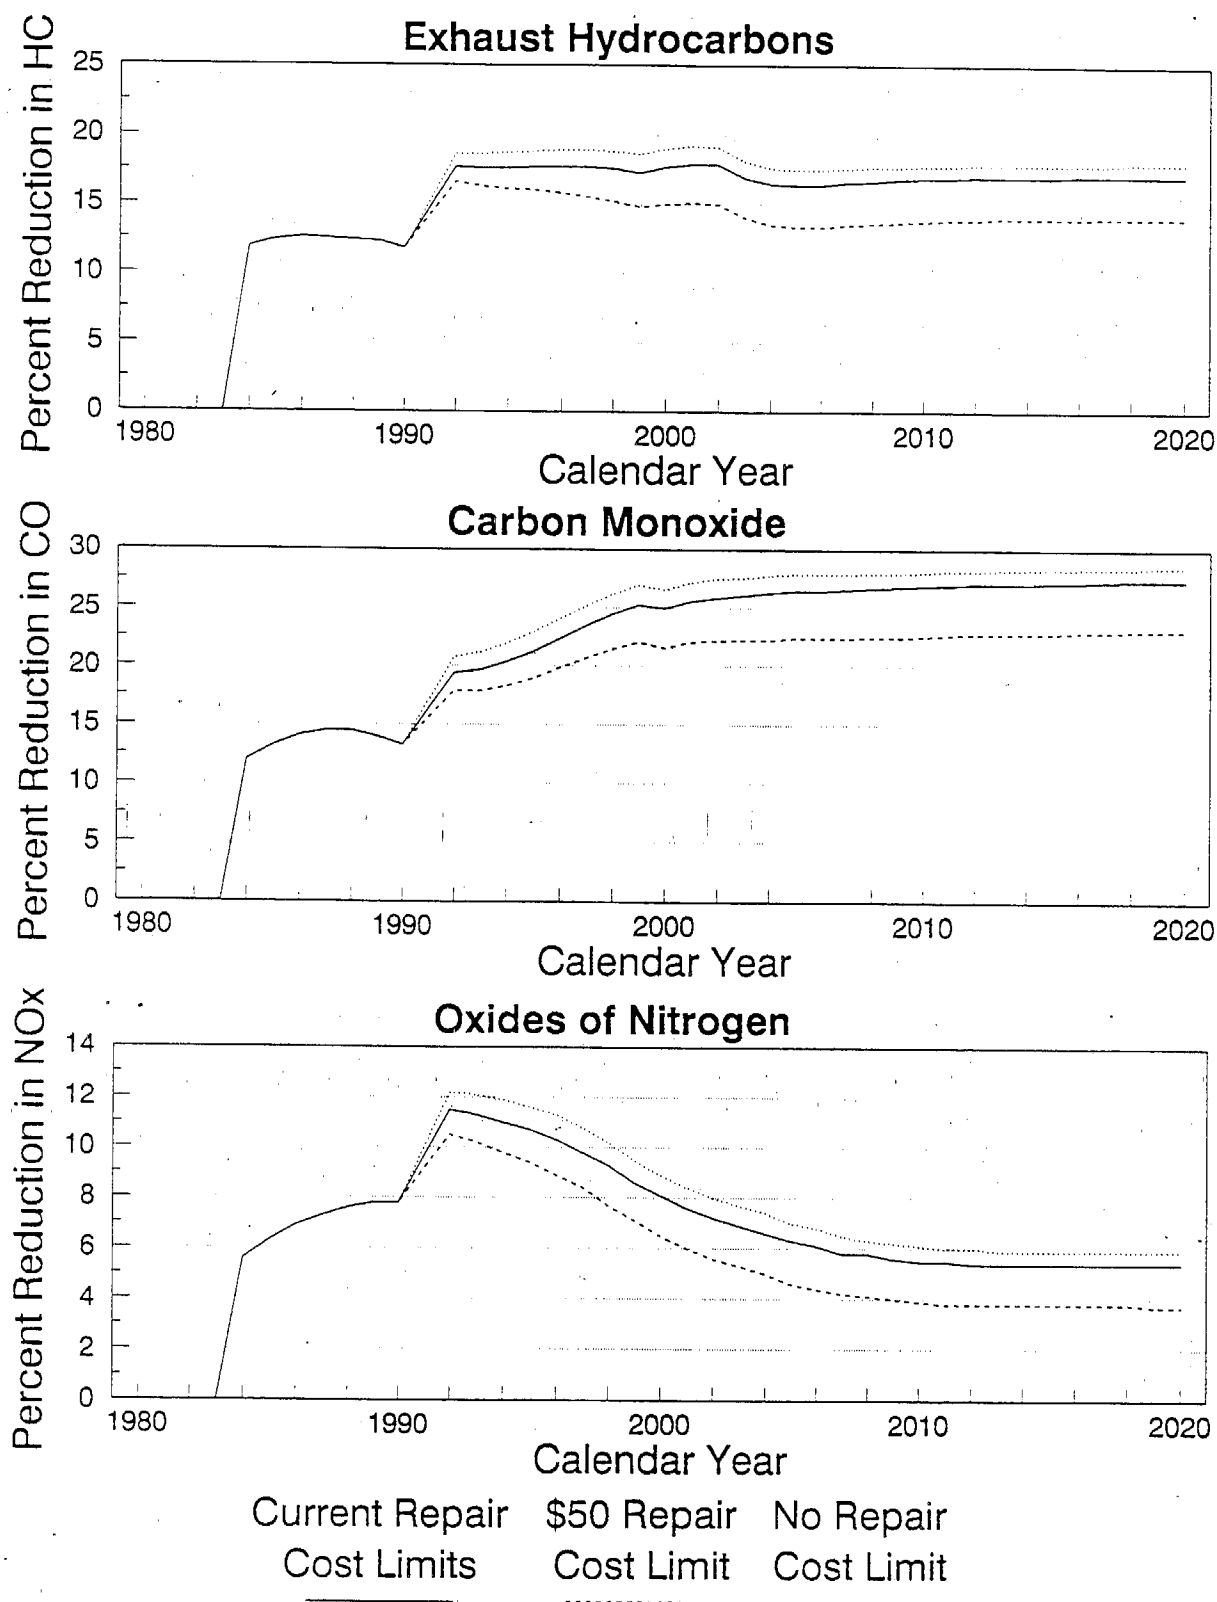 Exhaust Hydrocarbons
Percent Reduction in HC
25
20
15
10
5
0
1980 1990 2000 2010 2020
Calendar Year
Carbon Monoxide
Percent Reduction in CO
30
25
20
15
10
5
0
1980 1990 2000 2010 2020
Calendar Year
Oxides of Nitrogen
Percent Reduction in NOx
14
12
10
8
6
4
2
0
1980 1990 2000 2010 2020
Calendar Year
Current Repair $50 Repair No Repair
Cost Limits Cost Limit Cost Limit